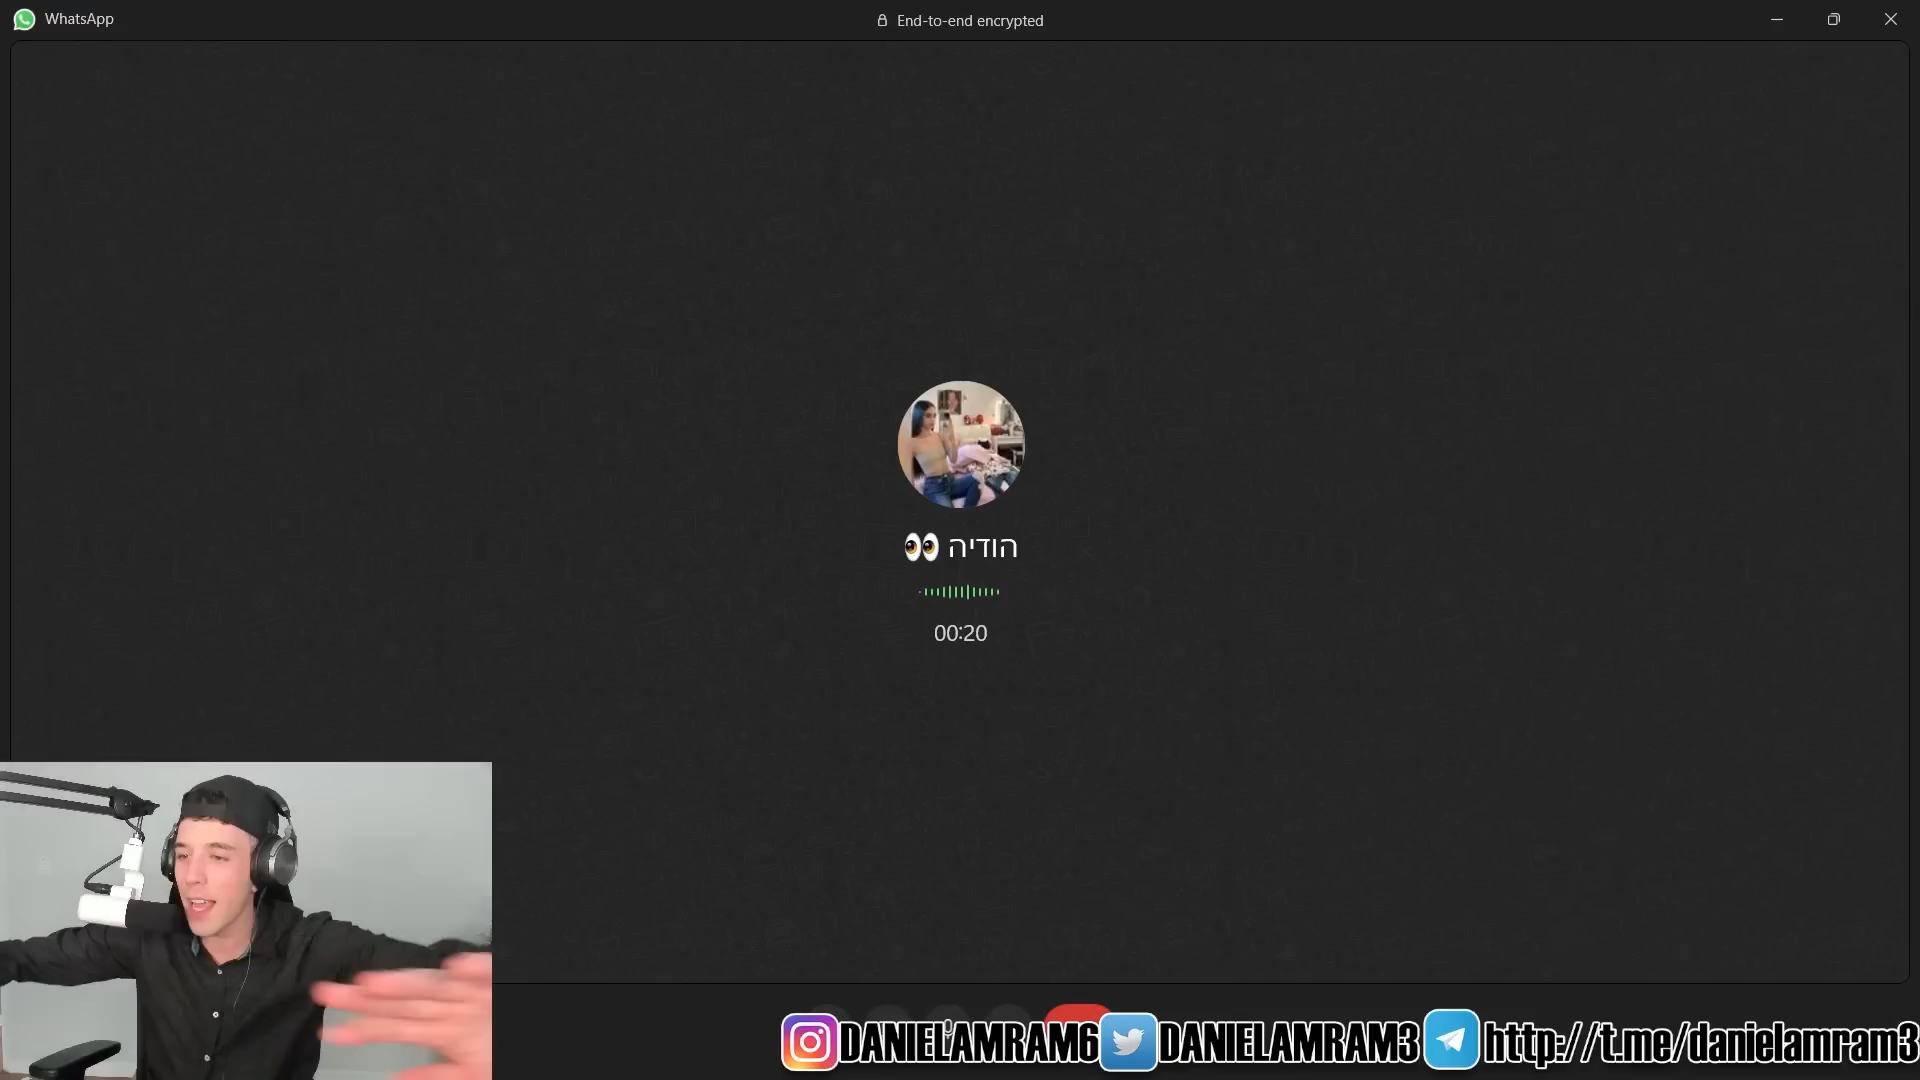 WhatsApp
End-to-end encrypted
הודיה 👀
00:20
DANIELAMRAM6 DANIELAMRAM3 http://t.me/danielamram3